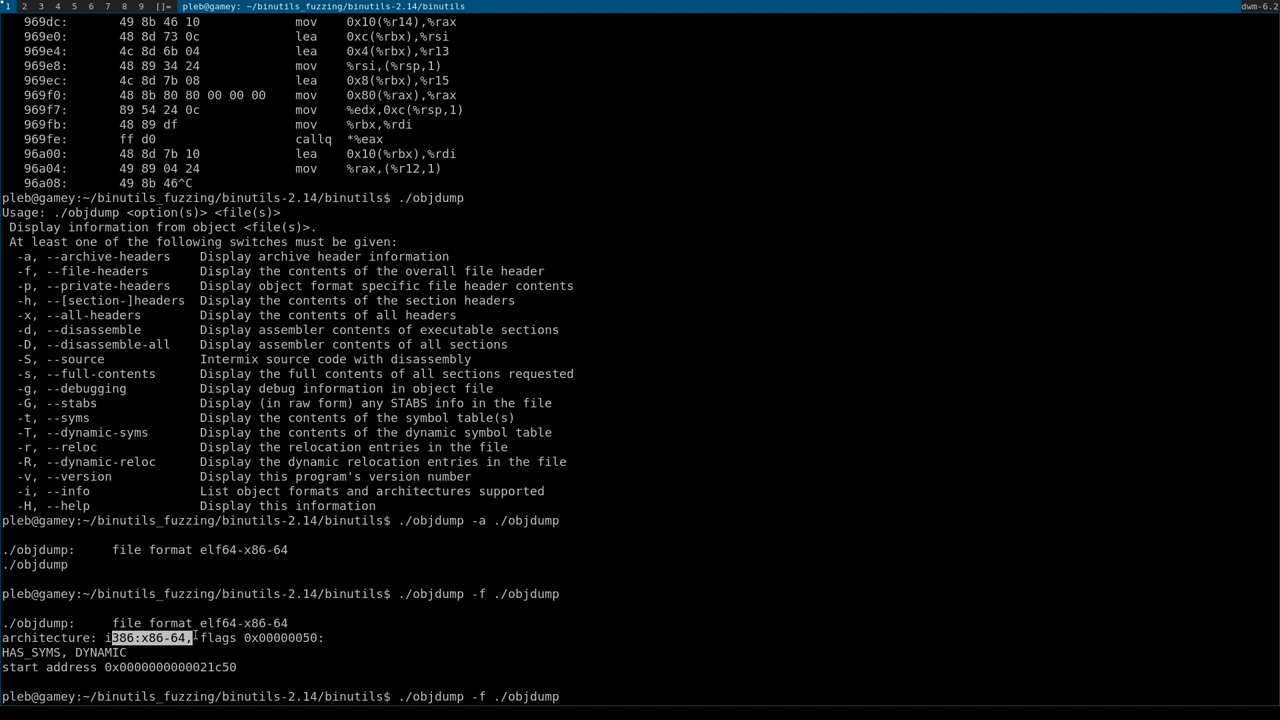 1 2 3 4 5 6 7 8 9 []= pleb@gamey: ~/binutils_fuzzing/binutils-2.14/binutils dwm-6.2
969dc: 49 8b 46 10 mov 0x10(%r14),%rax
969e0: 48 8d 73 0c lea 0xc(%rbx),%rsi
969e4: 4c 8d 6b 04 lea 0x4(%rbx),%r13
969e8: 48 89 34 24 mov %rsi,(%rsp,1)
969ec: 4c 8d 7b 08 lea 0x8(%rbx),%r15
969f0: 48 8b 80 80 00 00 00 mov 0x80(%rax),%rax
969f7: 89 54 24 0c mov %edx,0xc(%rsp,1)
969fb: 48 89 df mov %rbx,%rdi
969fe: ff d0 callq *%eax
96a00: 48 8d 7b 10 lea 0x10(%rbx),%rdi
96a04: 49 89 04 24 mov %rax,(%r12,1)
96a08: 49 8b 46^C
pleb@gamey:~/binutils_fuzzing/binutils-2.14/binutils$ ./objdump
Usage: ./objdump <option(s)> <file(s)>
Display information from object <file(s)>.
At least one of the following switches must be given:
-a, --archive-headers Display archive header information
-f, --file-headers Display the contents of the overall file header
-p, --private-headers Display object format specific file header contents
-h, --[section-]headers Display the contents of the section headers
-x, --all-headers Display the contents of all headers
-d, --disassemble Display assembler contents of executable sections
-D, --disassemble-all Display assembler contents of all sections
-S, --source Intermix source code with disassembly
-s, --full-contents Display the full contents of all sections requested
-g, --debugging Display debug information in object file
-G, --stabs Display (in raw form) any STABS info in the file
-t, --syms Display the contents of the symbol table(s)
-T, --dynamic-syms Display the contents of the dynamic symbol table
-r, --reloc Display the relocation entries in the file
-R, --dynamic-reloc Display the dynamic relocation entries in the file
-v, --version Display this program's version number
-i, --info List object formats and architectures supported
-H, --help Display this information
pleb@gamey:~/binutils_fuzzing/binutils-2.14/binutils$ ./objdump -a ./objdump
./objdump: file format elf64-x86-64
./objdump
pleb@gamey:~/binutils_fuzzing/binutils-2.14/binutils$ ./objdump -f ./objdump
./objdump: file format elf64-x86-64
architecture: i386:x86-64, flags 0x00000050:
HAS_SYMS, DYNAMIC
start address 0x0000000000021c50
pleb@gamey:~/binutils_fuzzing/binutils-2.14/binutils$ ./objdump -f ./objdump